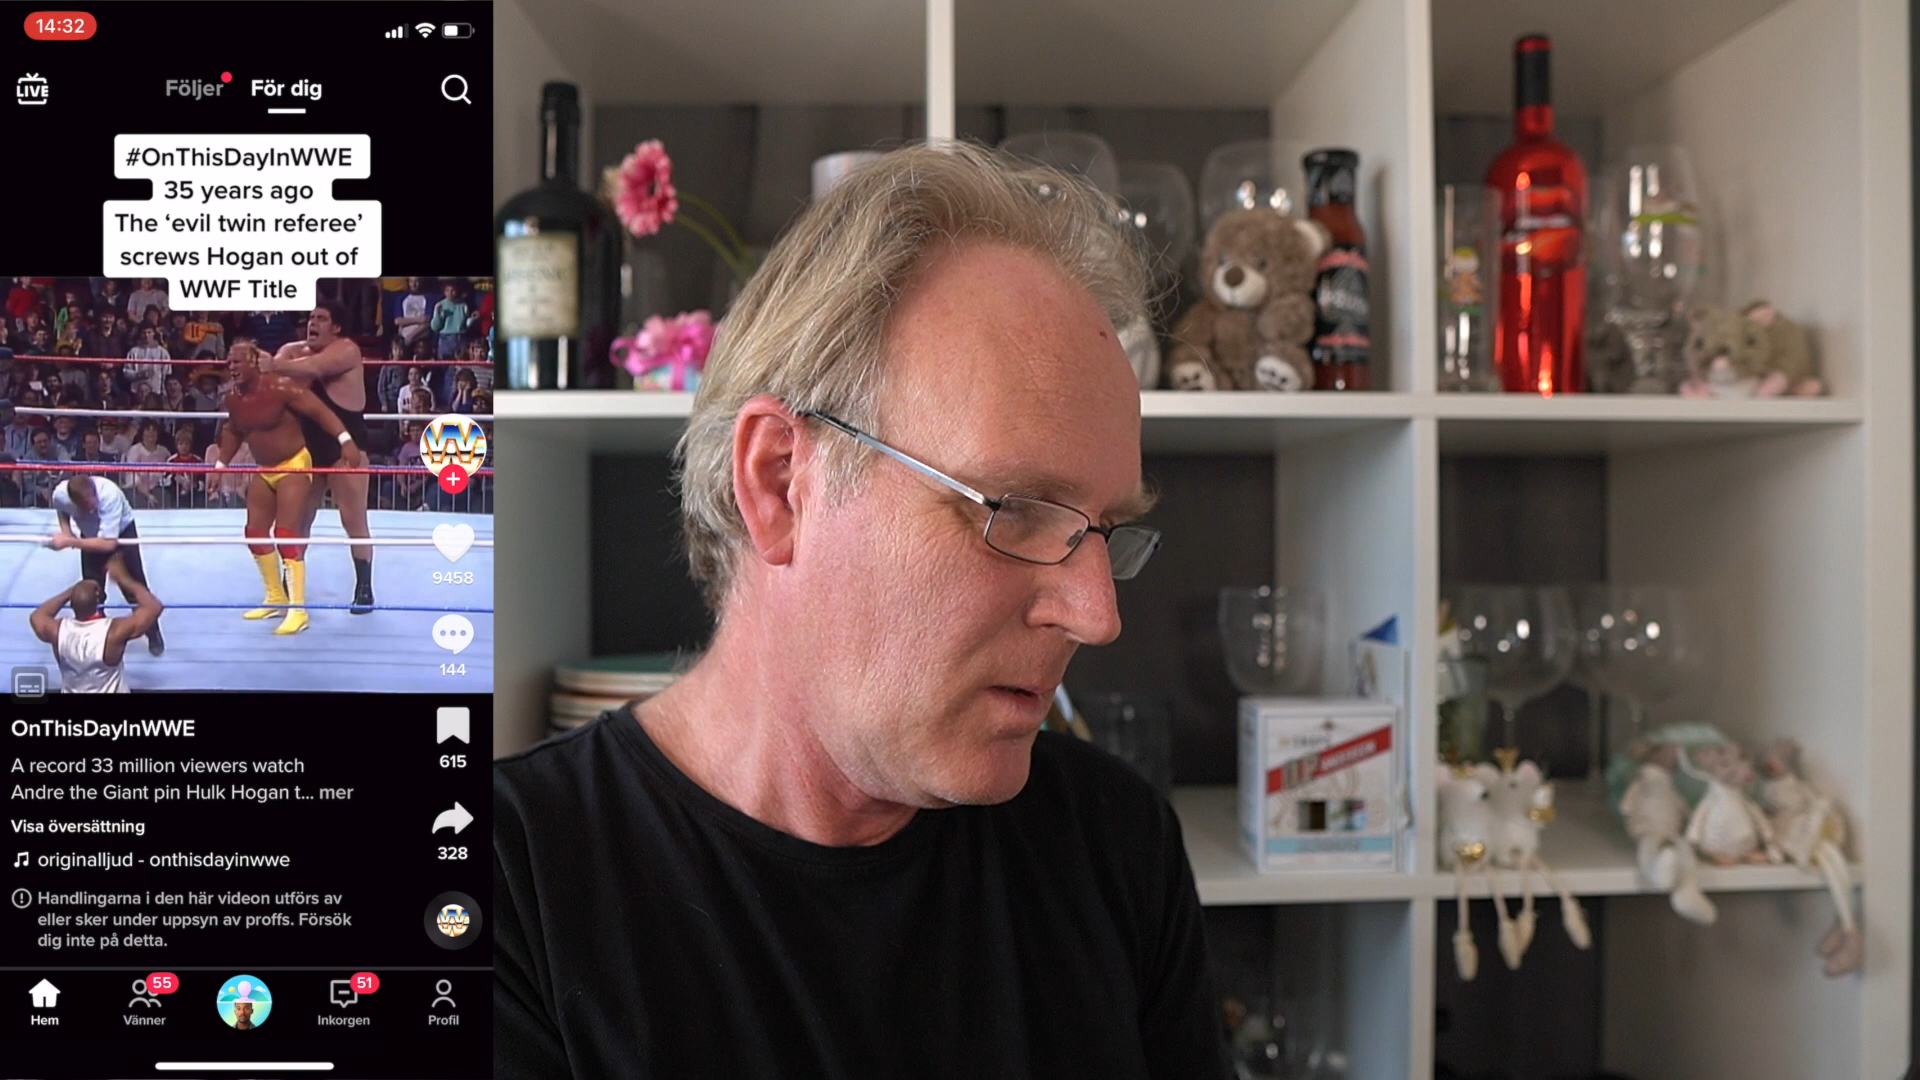 14:32
LIVE
Följer
För dig
#OnThisDayInWWE
35 years ago
The ‘evil twin referee’
screws Hogan out of
WWF Title
9458
144
OnThisDayInWWE
615
A record 33 million viewers watch
Andre the Giant pin Hulk Hogan t... mer
Visa översättning
328
originalljud - onthisdayinwwe
Handlingarna i den här videon utförs av
eller sker under uppsyn av proffs. Försök
dig inte på detta.
55
51
Hem
Vänner
Inkorgen
Profil